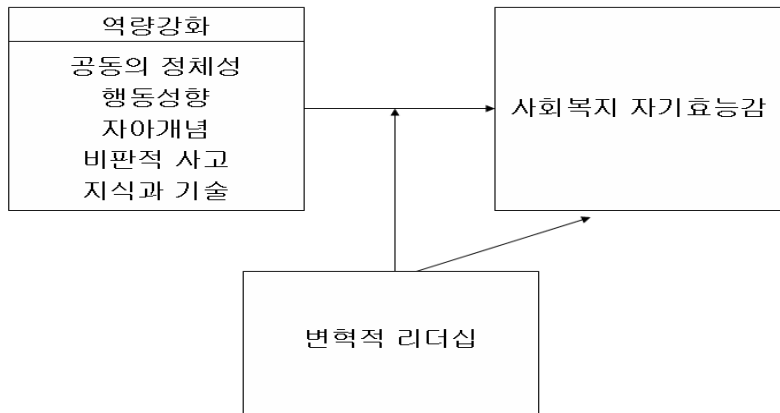 역량강화
공동의 정체성
행동성향
자아개념
비판적 사고
지식과 기술
사회복지 자기효능감
변혁적 리더십